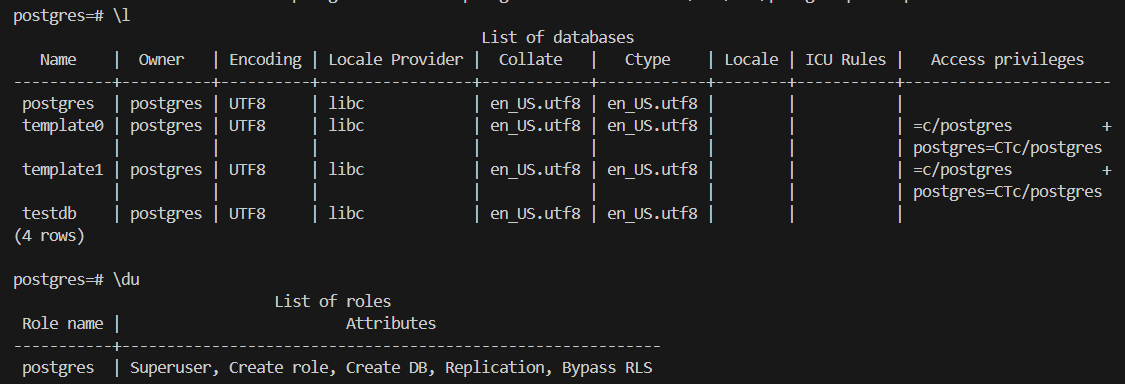 postgres=# \l
                                                     List of databases
   Name    |  Owner   | Encoding | Locale Provider |  Collate   |   Ctype    | Locale | ICU Rules |   Access privileges
-----------+----------+----------+-----------------+------------+------------+--------+-----------+-----------------------
 postgres  | postgres | UTF8     | libc            | en_US.utf8 | en_US.utf8 |        |           |
 template0 | postgres | UTF8     | libc            | en_US.utf8 | en_US.utf8 |        |           | =c/postgres          +
           |          |          |                 |            |            |        |           | postgres=CTc/postgres
 template1 | postgres | UTF8     | libc            | en_US.utf8 | en_US.utf8 |        |           | =c/postgres          +
           |          |          |                 |            |            |        |           | postgres=CTc/postgres
 testdb    | postgres | UTF8     | libc            | en_US.utf8 | en_US.utf8 |        |           |
(4 rows)
postgres=# \du
                             List of roles
 Role name |                         Attributes
-----------+------------------------------------------------------------
 postgres  | Superuser, Create role, Create DB, Replication, Bypass RLS